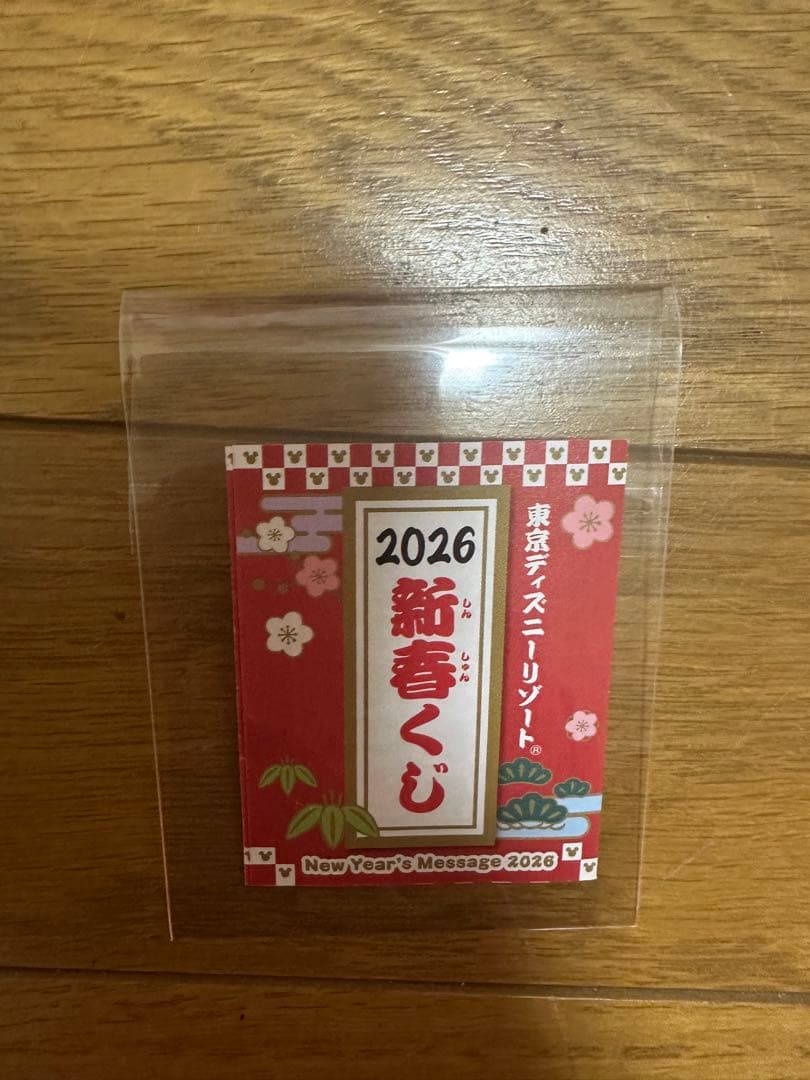 東京ディズニーリゾート®
2026
新春くじ
しん
しゅん
New Year's Message 2026